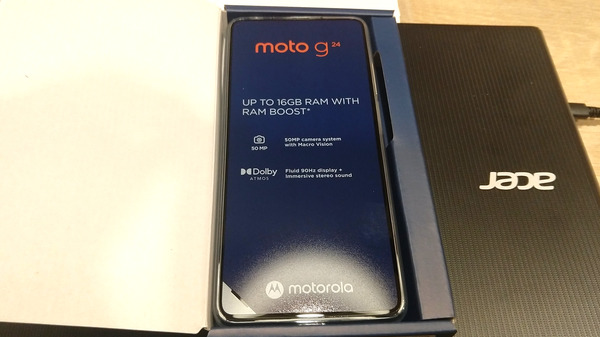 moto g 24
UP TO 16GB RAM WITH
RAM BOOST*
50 MP
50MP camera system
with Macro Vision
Dolby
ATMOS
Fluid 90Hz display +
immersive stereo sound
motorola
acer